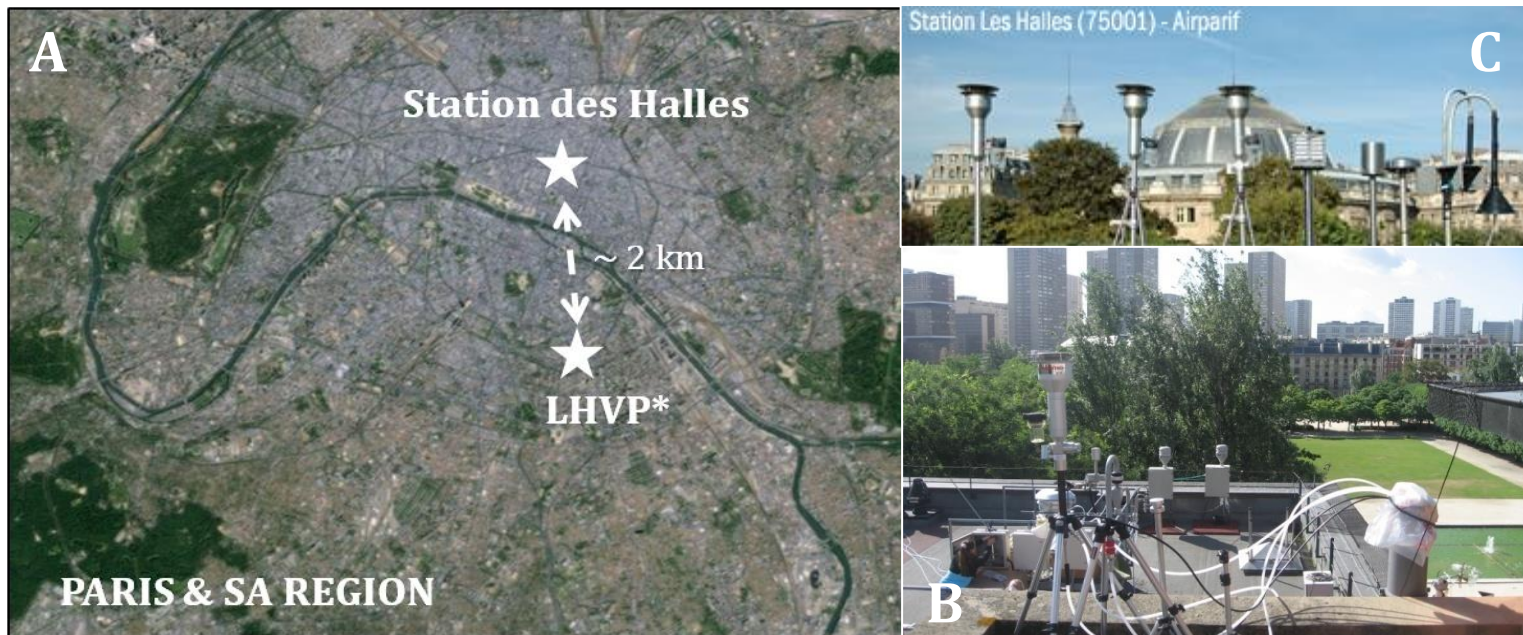 A
Station des Halles
~ 2 km
LHVP*
PARIS & SA REGION
Station Les Halles (75001) - Airparif
C
B